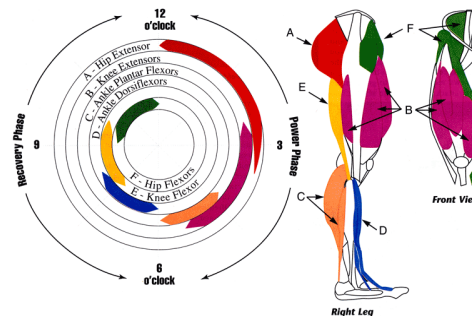 12
o'clock
A - Hip Extensor
B - Knee Extensors
C - Ankle Plantar Flexors
D - Ankle Dorsiflexors
F - Hip Flexors
E - Knee Flexor
Recovery Phase
9
3
Power Phase
6
o'clock
A
E
C
B
D
F
Right Leg
Front Vie